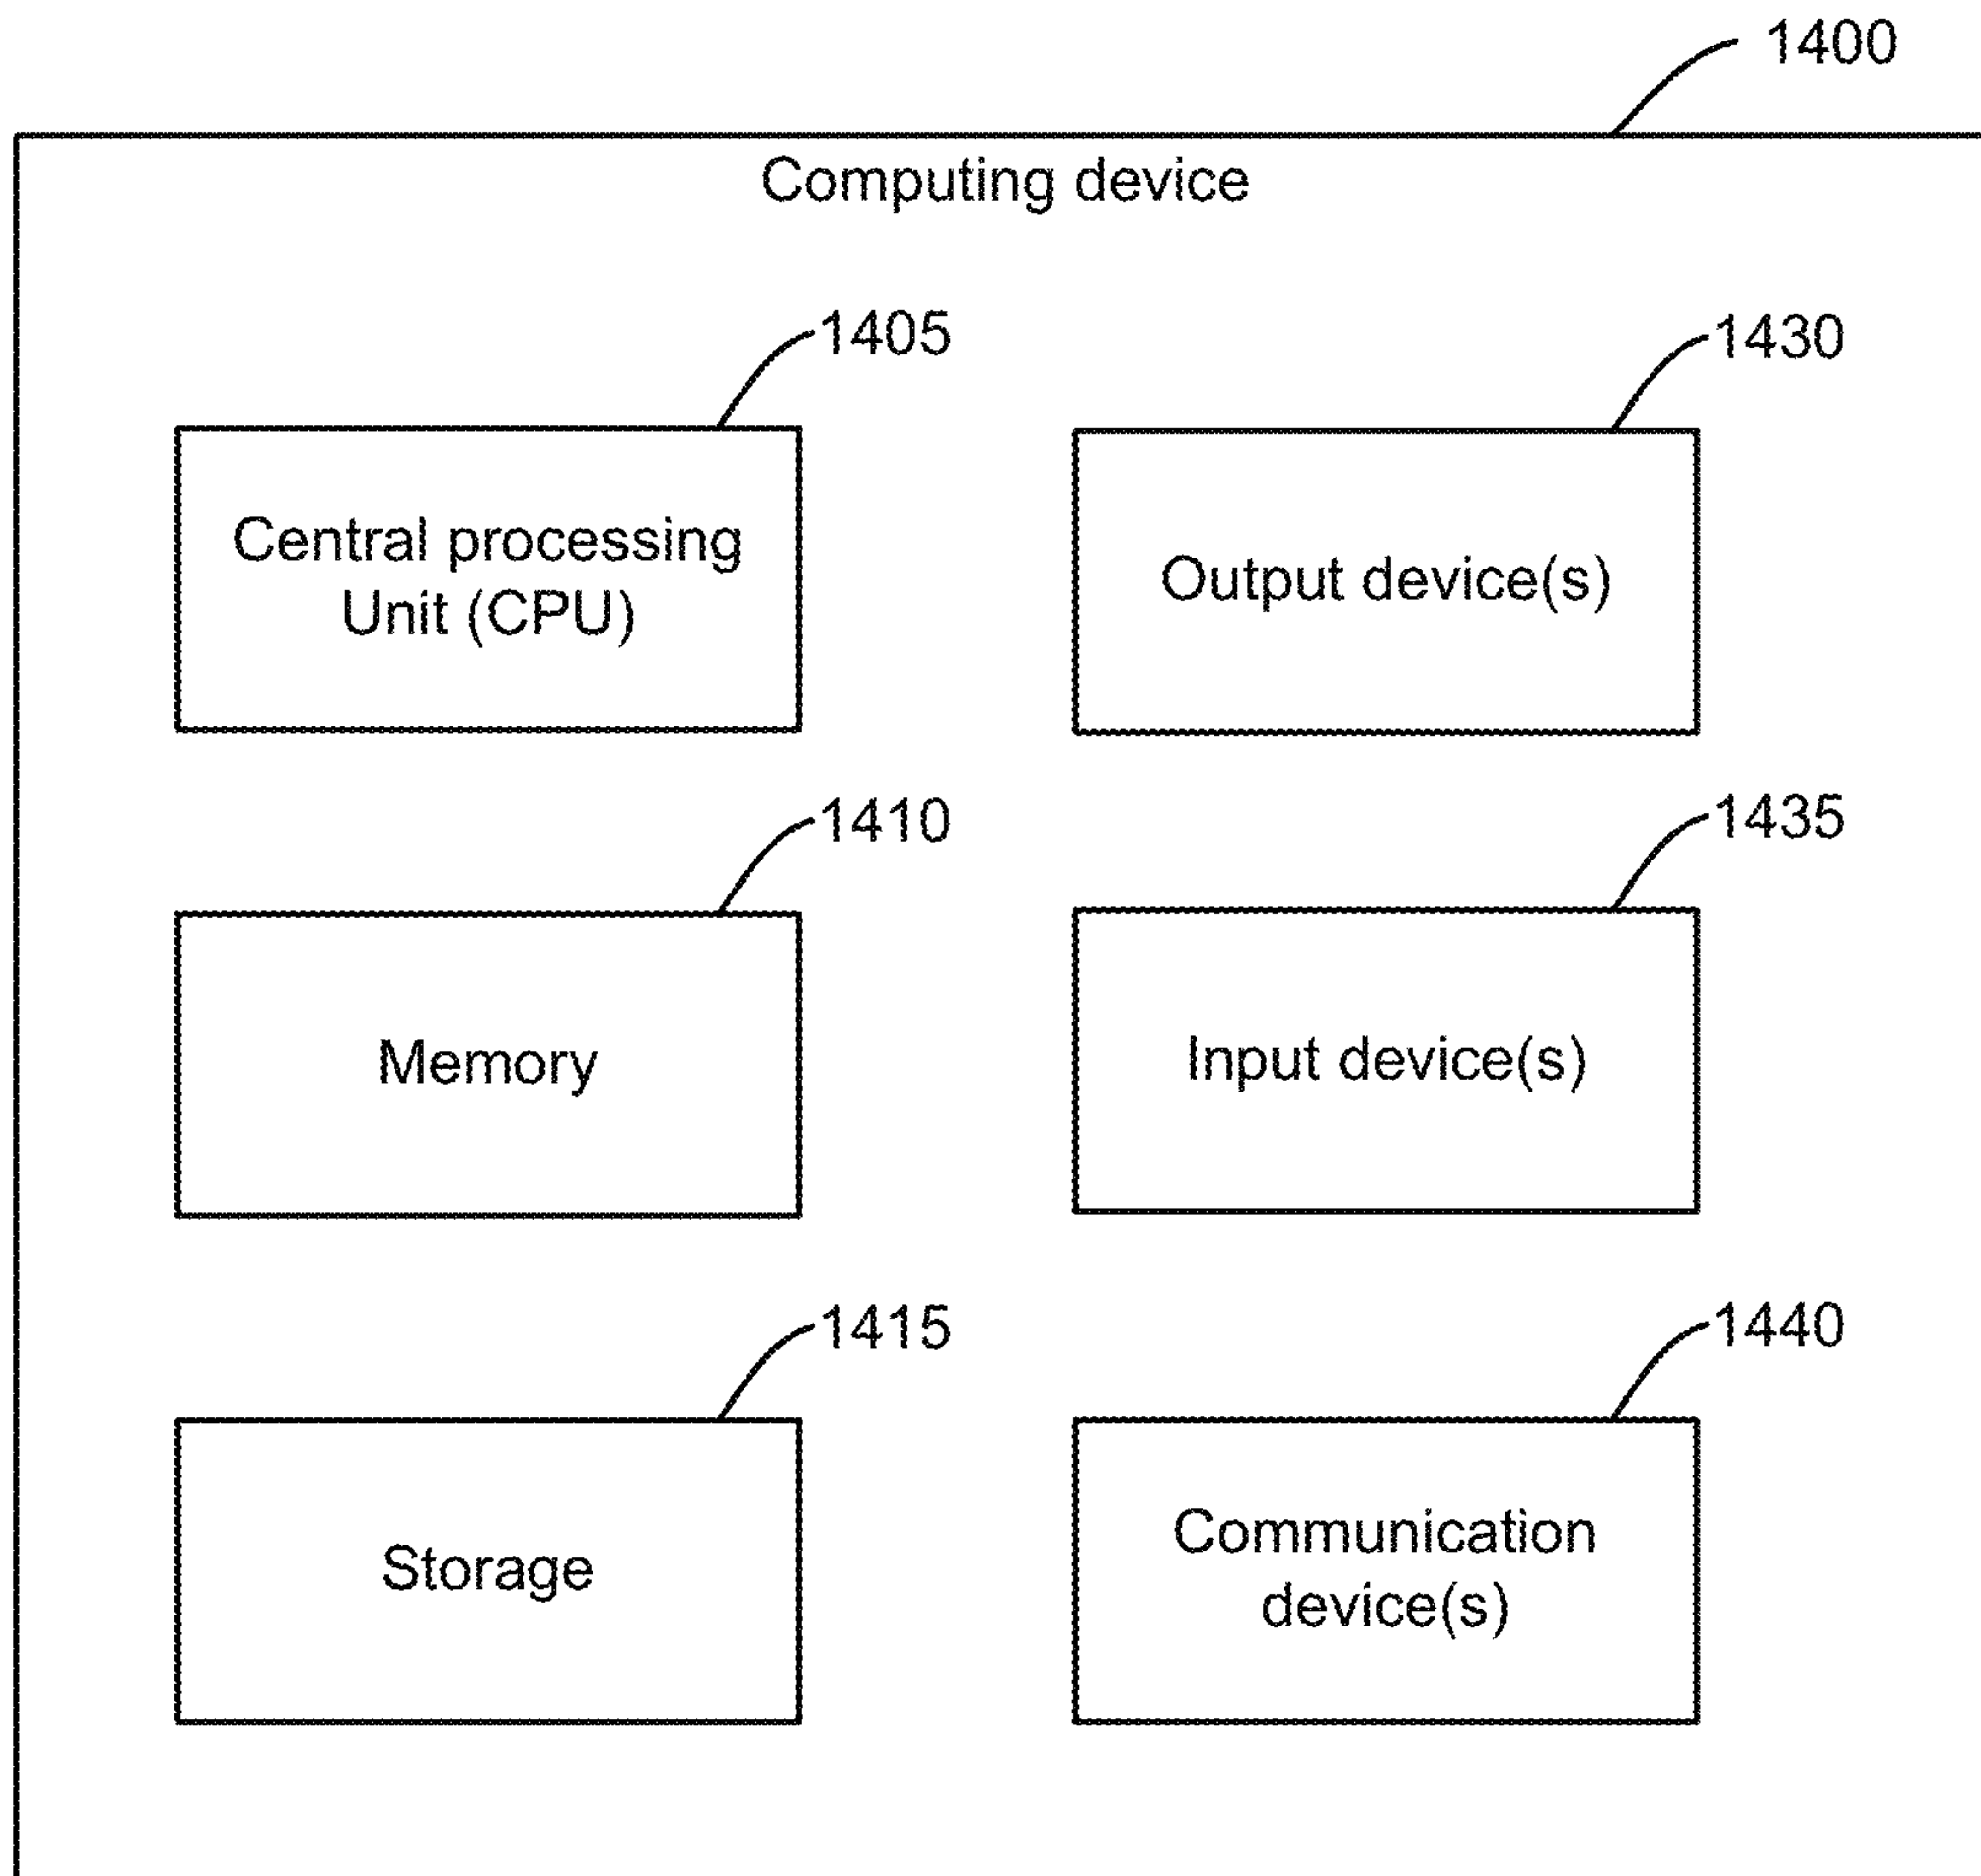 1400
Computing device
1405
1430
Central processing
Unit (CPU)
Output device(s)
1410
1435
Memory
Input device(s)
1415
1440
Storage
Communication
device(s)